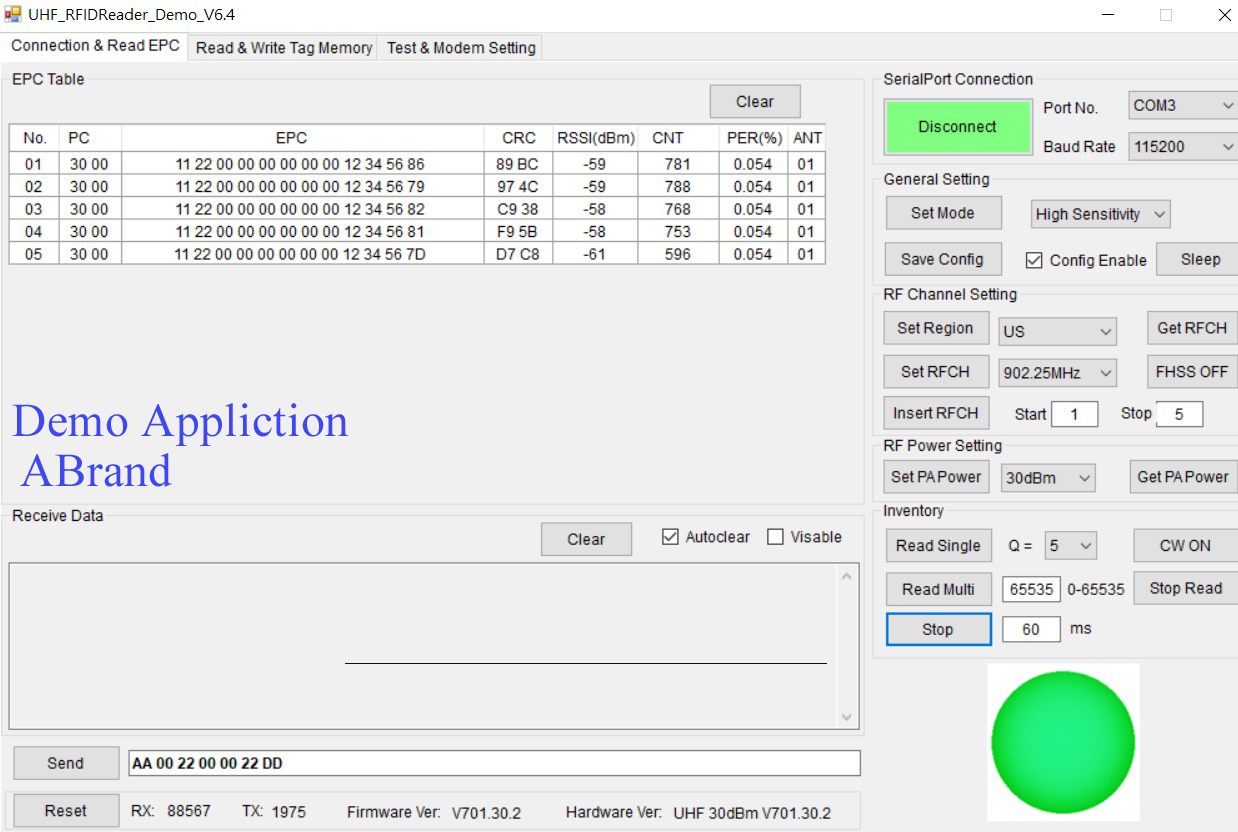 UHF_RFIDReader_Demo_V6.4
Connection & Read EPC Read & Write Tag Memory Test & Modem Setting
EPC Table
Clear
No. PC EPC CRC RSSI(dBm) CNT PER(%) ANT
01 30 00 11 22 00 00 00 00 00 00 12 34 56 86 89 BC -59 781 0.054 01
02 30 00 11 22 00 00 00 00 00 00 12 34 56 79 97 4C -59 788 0.054 01
03 30 00 11 22 00 00 00 00 00 00 12 34 56 82 C9 38 -58 768 0.054 01
04 30 00 11 22 00 00 00 00 00 00 12 34 56 81 F9 5B -58 753 0.054 01
05 30 00 11 22 00 00 00 00 00 00 12 34 56 7D D7 C8 -61 596 0.054 01
Demo Appliction
ABrand
Receive Data
Clear Autoclear Visable
Send AA 00 22 00 00 22 DD
Reset RX: 88567 TX: 1975 Firmware Ver: V701.30.2 Hardware Ver: UHF 30dBm V701.30.2
SerialPort Connection
Disconnect
Port No. COM3
Baud Rate 115200
General Setting
Set Mode High Sensitivity
Save Config Config Enable Sleep
RF Channel Setting
Set Region US Get RFCH
Set RFCH 902.25MHz FHSS OFF
Insert RFCH Start 1 Stop 5
RF Power Setting
Set PA Power 30dBm Get PA Power
Inventory
Read Single Q = 5 CW ON
Read Multi 65535 0-65535 Stop Read
Stop 60 ms